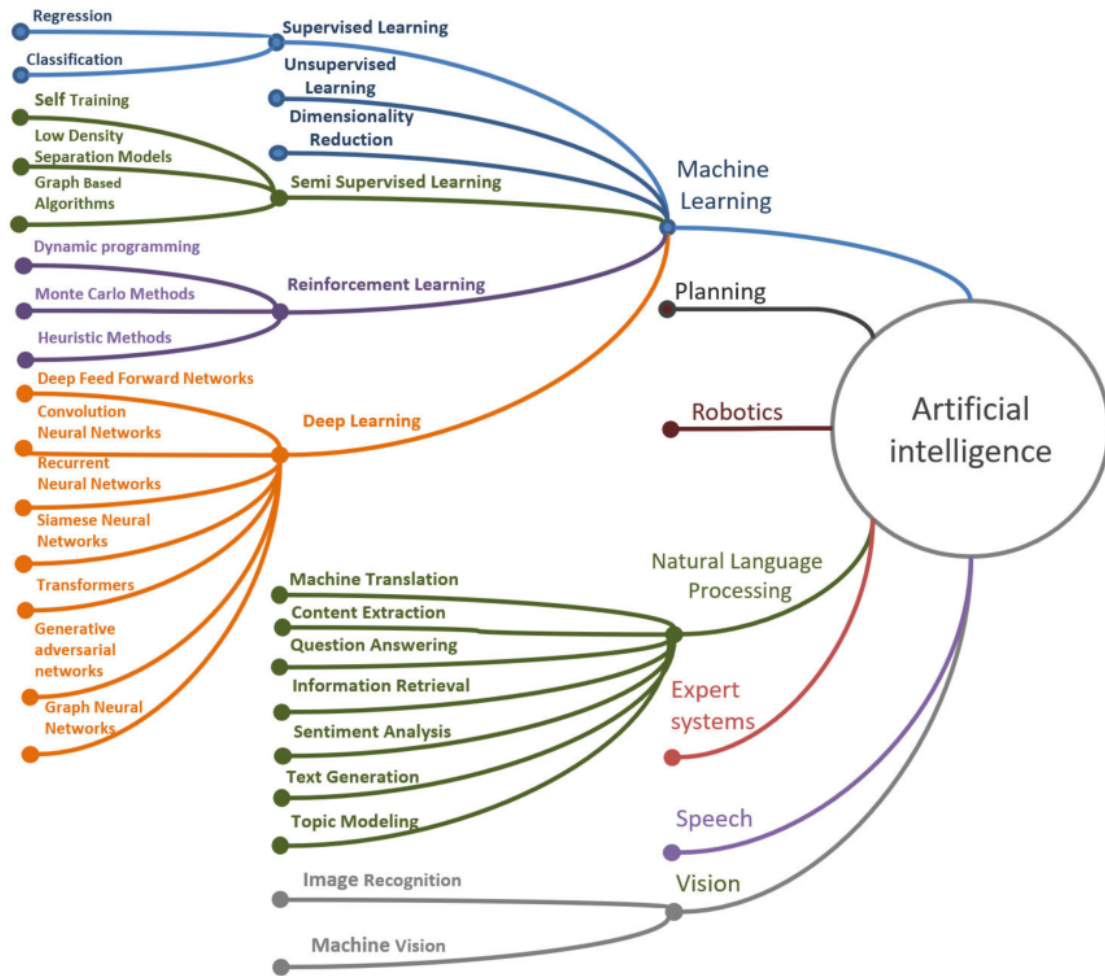 Regression
Classification
Supervised Learning
Unsupervised
Learning
Dimensionality
Reduction
Self Training
Low Density
Separation Models
Graph Based
Algorithms
Semi Supervised Learning
Dynamic programming
Monte Carlo Methods
Heuristic Methods
Reinforcement Learning
Deep Feed Forward Networks
Convolution
Neural Networks
Recurrent
Neural Networks
Siamese Neural
Networks
Transformers
Generative
adversarial
networks
Graph Neural
Networks
Deep Learning
Machine
Learning
Planning
Robotics
Artificial
intelligence
Natural Language
Processing
Machine Translation
Content Extraction
Question Answering
Information Retrieval
Sentiment Analysis
Text Generation
Topic Modeling
Expert
systems
Speech
Vision
Image Recognition
Machine Vision